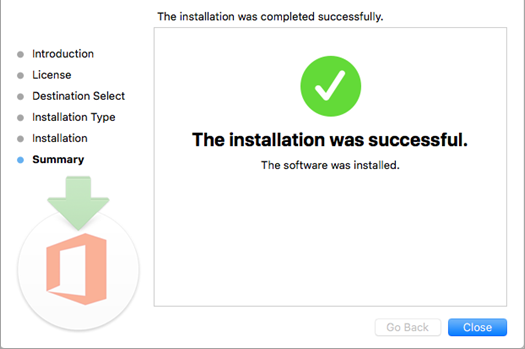 The installation was completed successfully.
Introduction
License
Destination Select
Installation Type
Installation
Summary
The installation was successful.
The software was installed.
Go Back
Close